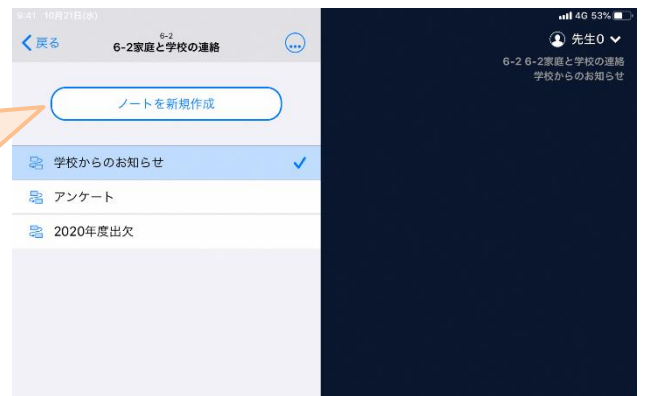 9:41 10月21日(水)
4G 53%
戻る
6-2
6-2家庭と学校の連絡
先生0
6-2 6-2家庭と学校の連絡
学校からのお知らせ
ノートを新規作成
学校からのお知らせ
アンケート
2020年度出欠